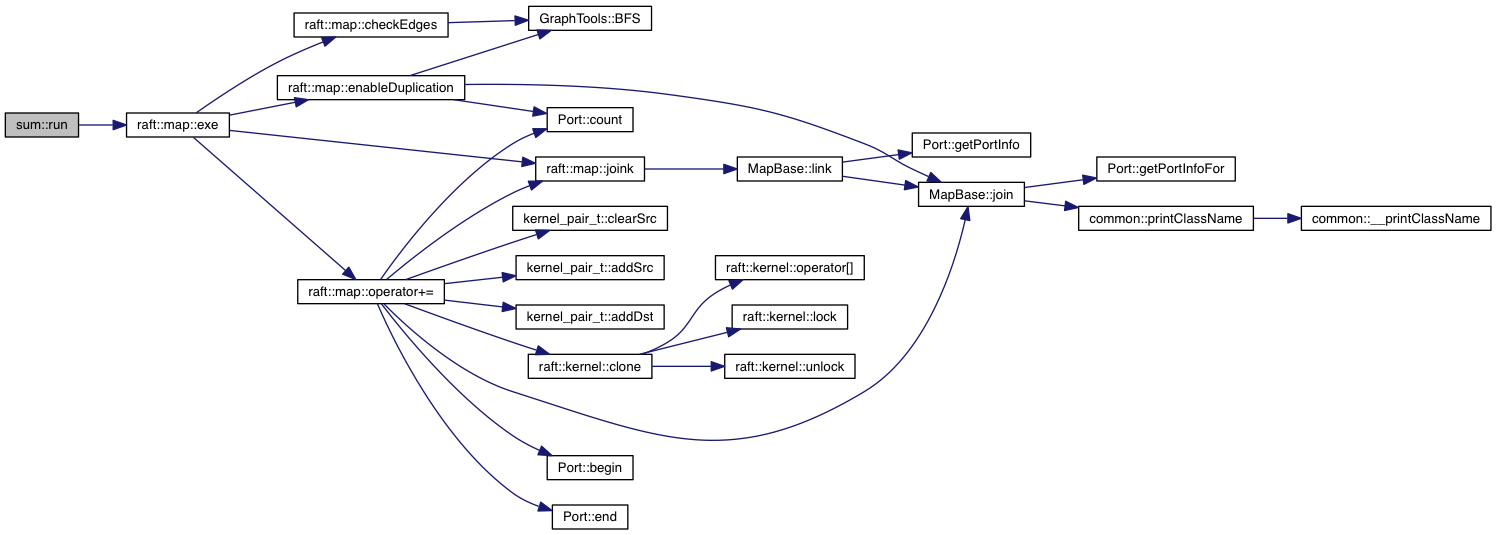 sum::run
raft::map::exe
raft::map::checkEdges
raft::map::enableDuplication
raft::map::operator+=
GraphTools::BFS
Port::count
raft::map::joink
kernel_pair_t::clearSrc
kernel_pair_t::addSrc
kernel_pair_t::addDst
raft::kernel::clone
Port::begin
Port::end
MapBase::link
raft::kernel::operator[]
raft::kernel::lock
raft::kernel::unlock
Port::getPortInfo
MapBase::join
Port::getPortInfoFor
common::printClassName
common::__printClassName